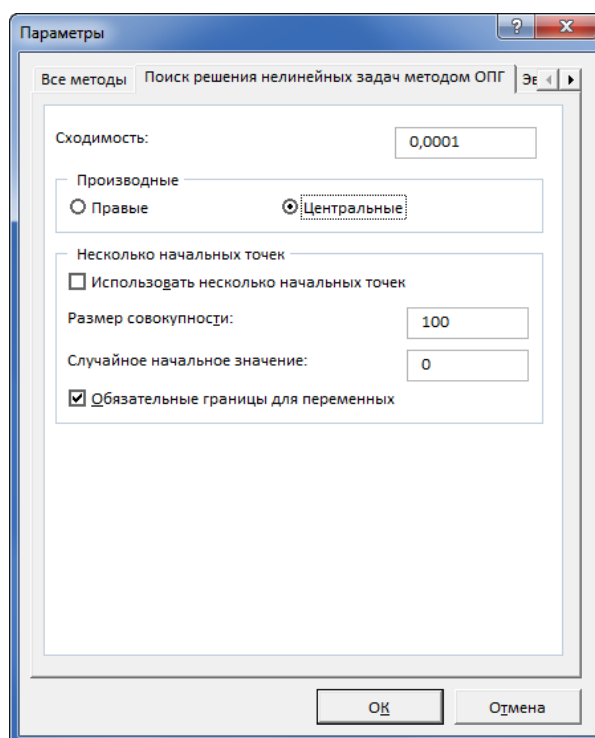 Параметры
Все методы Поиск решения нелинейных задач методом ОПГ Эв
Сходимость: 0,0001
Производные
Правые Центральные
Несколько начальных точек
Использовать несколько начальных точек
Размер совокупности: 100
Случайное начальное значение: 0
Обязательные границы для переменных
ОК Отмена